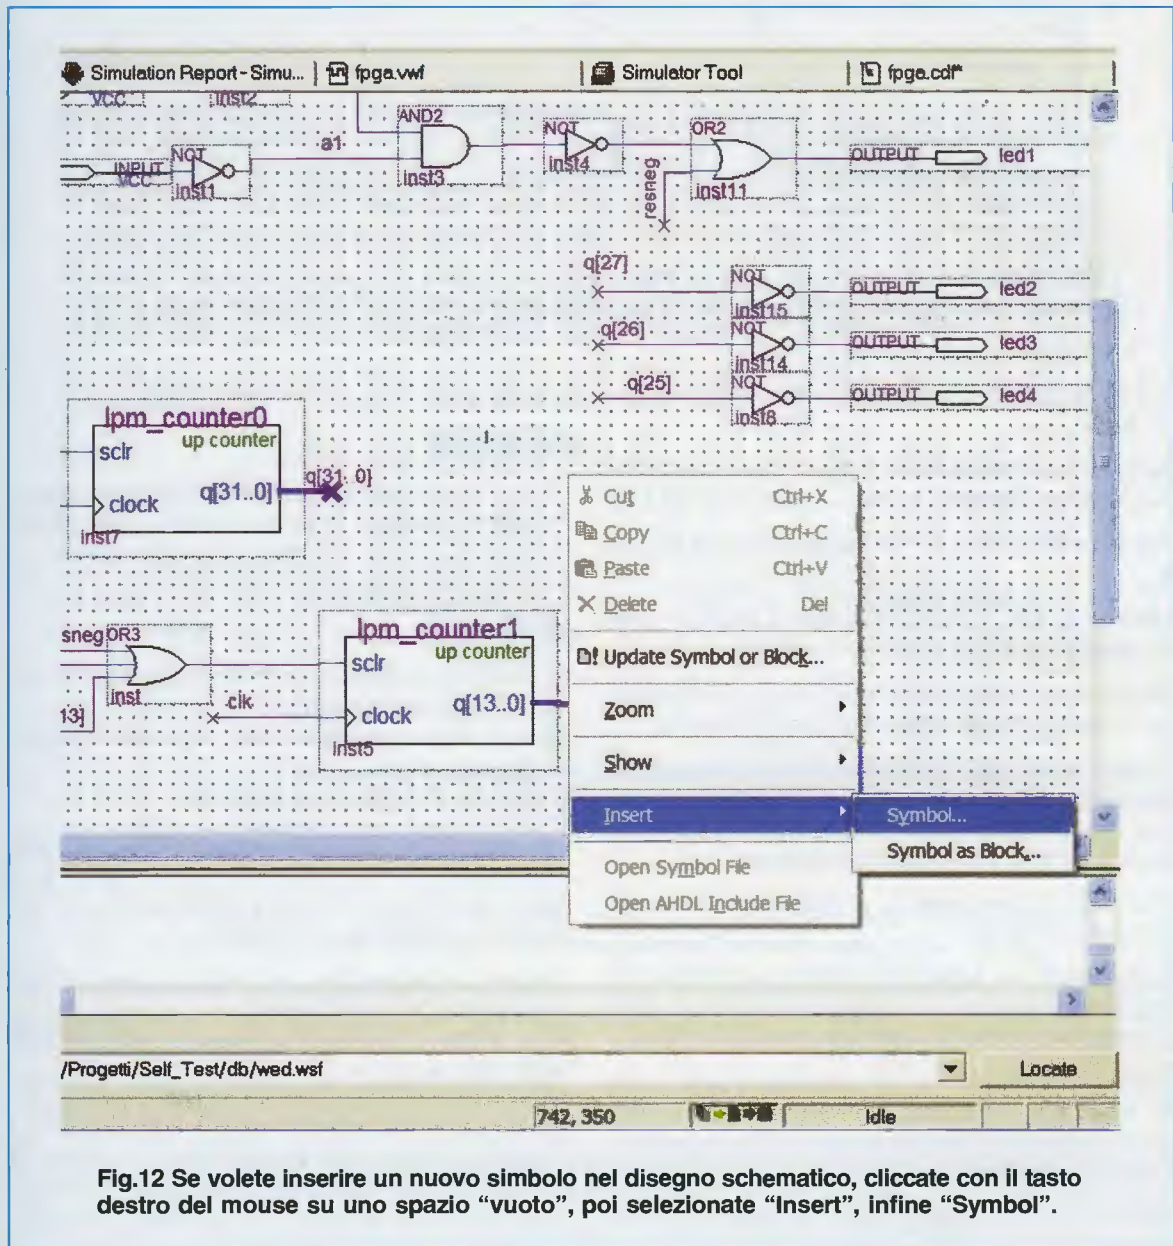 Simulation Report - Simu...
fpga.vwf
Simulator Tool
fpga.cdf*
VCC
inst2
AND2
inst3
a1
NOT
inst4
OR2
inst11
resneg
OUTPUT
led1
INPUT
VCC
NOT
inst1
q[27]
NOT
inst15
OUTPUT
led2
q[26]
NOT
inst14
OUTPUT
led3
q[25]
NOT
inst8
OUTPUT
led4
lpm_counter0
up counter
sclr
clock
q[31..0]
inst7
q[31..0]
sneg
OR3
inst
13]
clk
lpm_counter1
up counter
sclr
clock
q[13..0]
inst5
Cut Ctrl+X
Copy Ctrl+C
Paste Ctrl+V
Delete Del
Update Symbol or Block...
Zoom
Show
Insert
Symbol...
Symbol as Block...
Open Symbol File
Open AHDL Include File
/Progetti/Self_Test/db/wed.wsf
Locate
742, 350
Idle
Fig.12 Se volete inserire un nuovo simbolo nel disegno schematico, cliccate con il tasto
destro del mouse su uno spazio “vuoto”, poi selezionate “Insert”, infine “Symbol”.